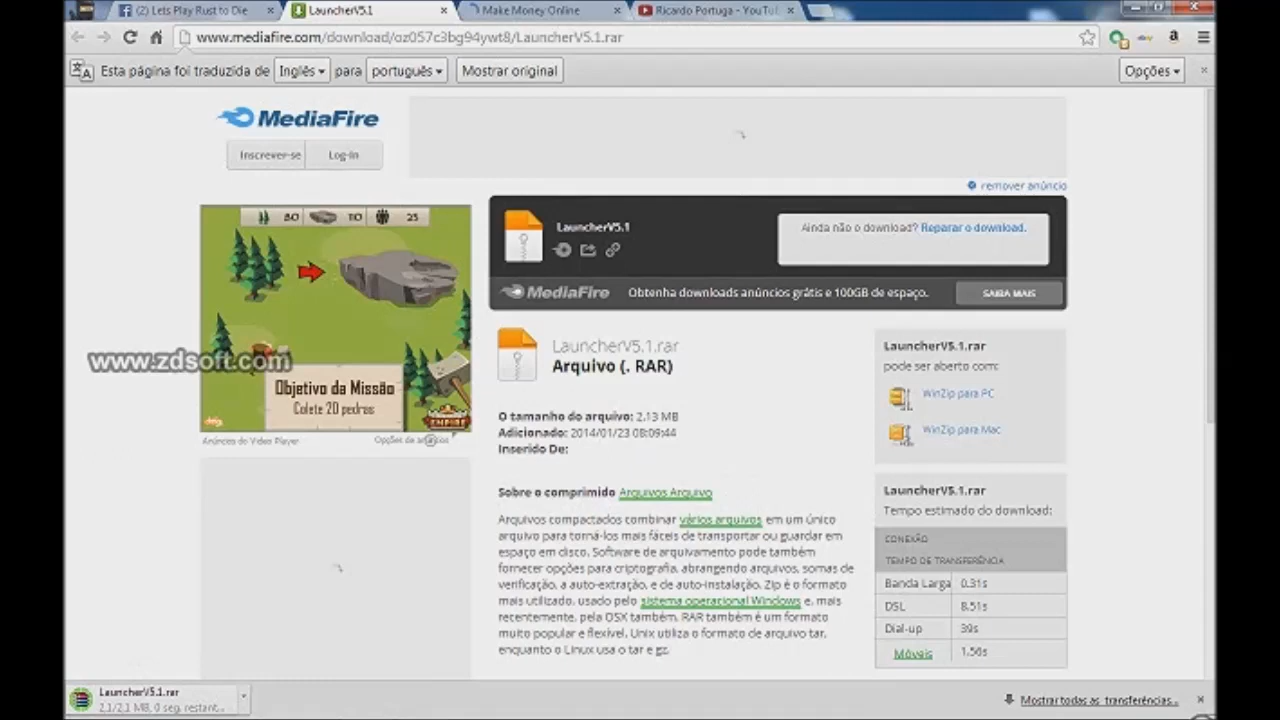 (2) Lets Play Rust to Die
LauncherV5.1
Make Money Online
Ricardo Portuga - YouTu
www.mediafire.com/download/oz057c3bg94ywt8/LauncherV5.1.rar
Esta página foi traduzida de Inglês para português Mostrar original Opções
MediaFire
Inscrever-se Log-In
remover anúncio
80 110 25
LauncherV5.1
Ainda não o download? Reparar o download.
MediaFire Obtenha downloads anúncios grátis e 100GB de espaço. SAIBA MAIS
www.zdsoft.com
Objetivo da Missão
Colete 20 pedras
EMPIRE
Anúncios do Video Player Opções de anúncios
LauncherV5.1.rar
Arquivo (. RAR)
O tamanho do arquivo: 2.13 MB
Adicionado: 2014/01/23 08:09:44
Inserido De:
Sobre o comprimido Arquivos Arquivo
Arquivos compactados combinar vários arquivos em um único
arquivo para torná-los mais fáceis de transportar ou guardar em
espaço em disco. Software de arquivamento pode também
fornecer opções para criptografia, abrangendo arquivos, somas de
verificação, a auto-extração, e de auto-instalação. Zip é o formato
mais utilizado, usado pelo sistema operacional Windows e, mais
recentemente, pela OSX também. RAR também é um formato
muito popular e flexível. Unix utiliza o formato de arquivo tar,
enquanto o Linux usa o tar e gz.
LauncherV5.1.rar
pode ser aberto com:
WinZip para PC
WinZip para Mac
LauncherV5.1.rar
Tempo estimado do download:
CONEXÃO
TEMPO DE TRANSFERÊNCIA
Banda Larga 0.31s
DSL 8.51s
Dial-up 39s
Móveis 1.56s
LauncherV5.1.rar
2,1/2,1 MB, 0 seg. restant...
Mostrar todas as transferências...